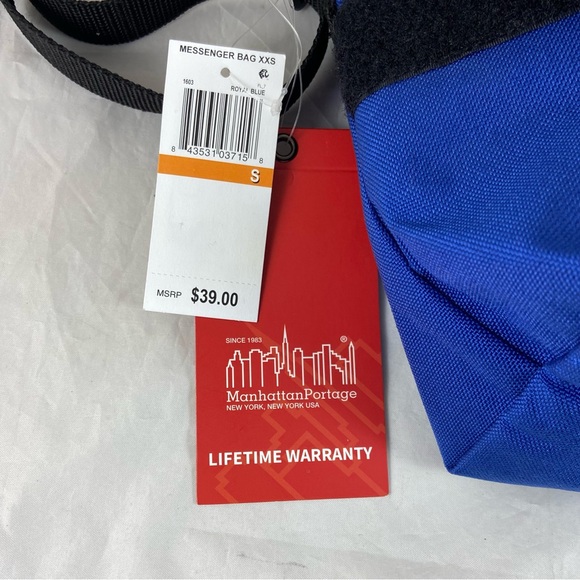 MESSENGER BAG XXS
1603
ROYAL BLUE
8 43531 03715 8
S
MSRP $39.00
SINCE 1983
®
ManhattanPortage
NEW YORK, NEW YORK USA
LIFETIME WARRANTY